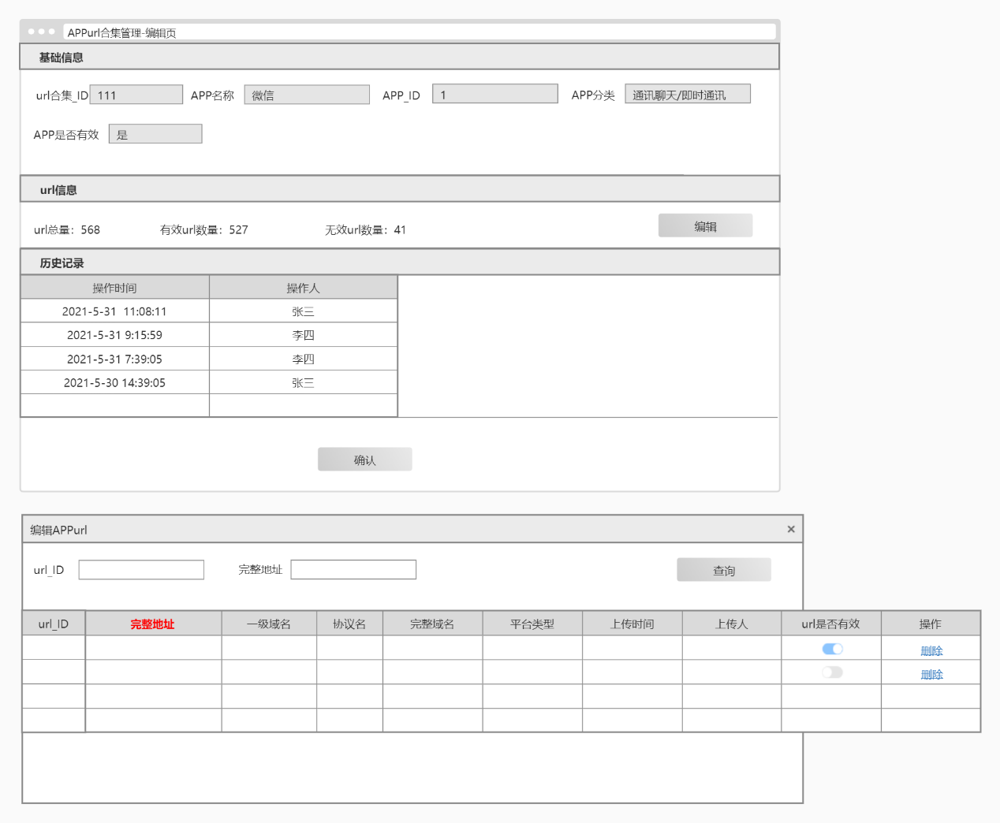 APPurl合集管理-编辑页
基础信息
url合集_ID 111 APP名称 微信 APP_ID 1 APP分类 通讯聊天/即时通讯
APP是否有效 是
url信息
url总量：568 有效url数量：527 无效url数量：41 编辑
历史记录
操作时间 操作人
2021-5-31 11:08:11 张三
2021-5-31 9:15:59 李四
2021-5-31 7:39:05 李四
2021-5-30 14:39:05 张三
确认
编辑APPurl ×
url_ID 完整地址 查询
url_ID 完整地址 一级域名 协议名 完整域名 平台类型 上传时间 上传人 url是否有效 操作
删除
删除